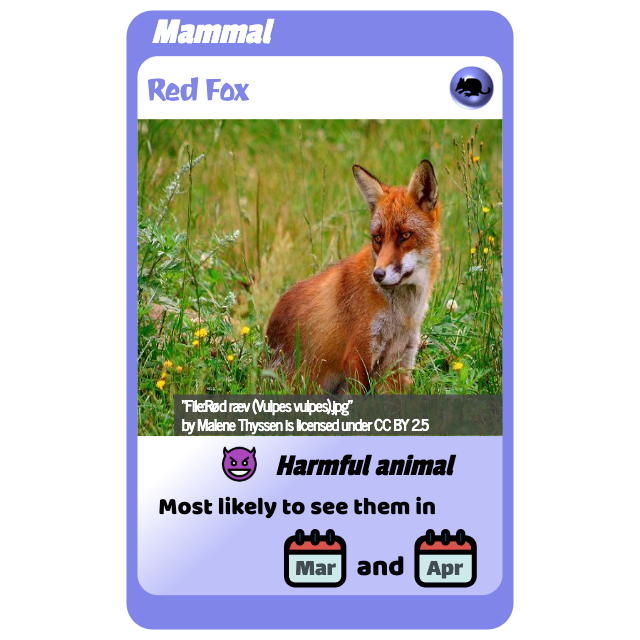 Mammal
Red Fox
"File:Rød ræv (Vulpes vulpes).jpg"
by Malene Thyssen is licensed under CC BY 2.5
Harmful animal
Most likely to see them in
Mar and Apr